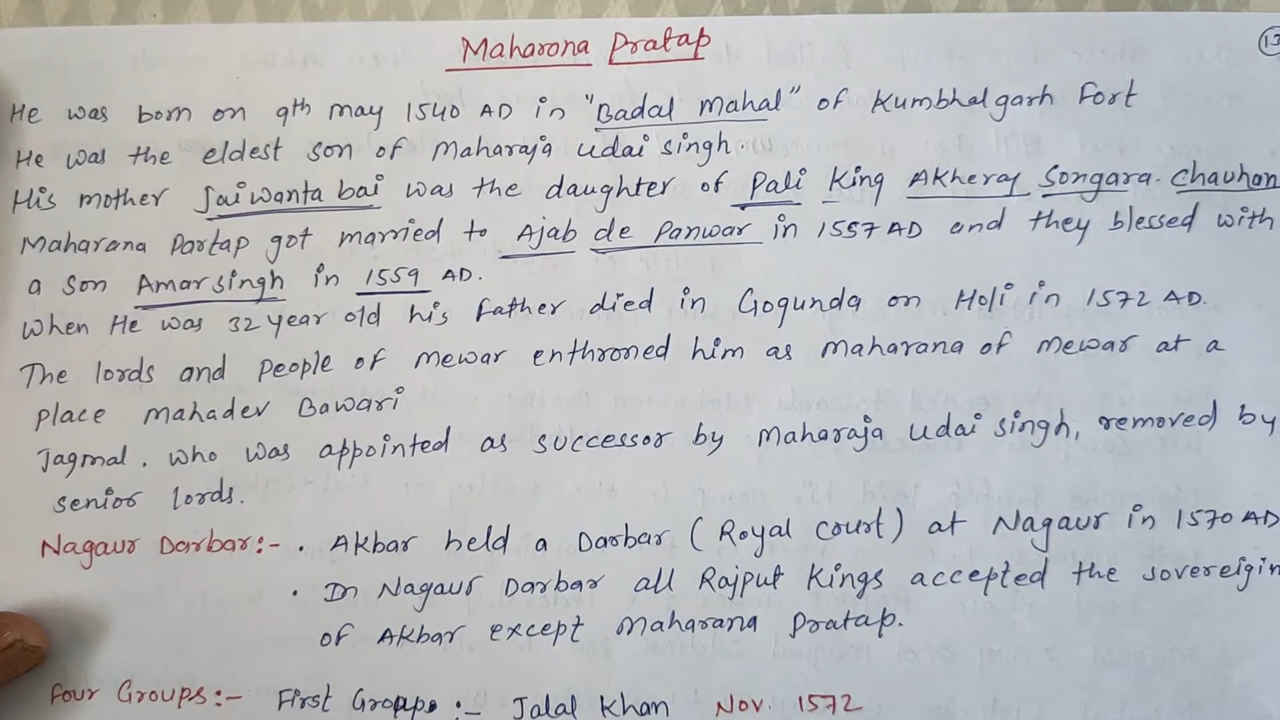 Maharona Pratap
13
He was born on 9th may 1540 AD in "Badal mahal" of Kumbhalgarh Fort
He was the eldest son of Maharaja Udai singh.
His mother Jaiwanta bai was the daughter of Pali King Akheraj Songara. Chauhan
Maharana Partap got married to Ajab de Panwar in 1557 AD and they blessed with
a son Amarsingh in 1559 AD.
When He was 32 year old his father died in Gogunda on Holi in 1572 AD.
The lords and people of mewar enthroned him as maharana of mewar at a
place mahadev Bawari
Jagmal. who was appointed as successor by Maharaja Udai singh, removed by
senior lords.
Nagaur Darbar:- • Akbar held a Darbar (Royal court) at Nagaur in 1570 AD
• In Nagaur Darbar all Rajput Kings accepted the sovereigin
of Akbar except Maharana Pratap.
Four Groups:- First Groups :- Jalal Khan Nov. 1572